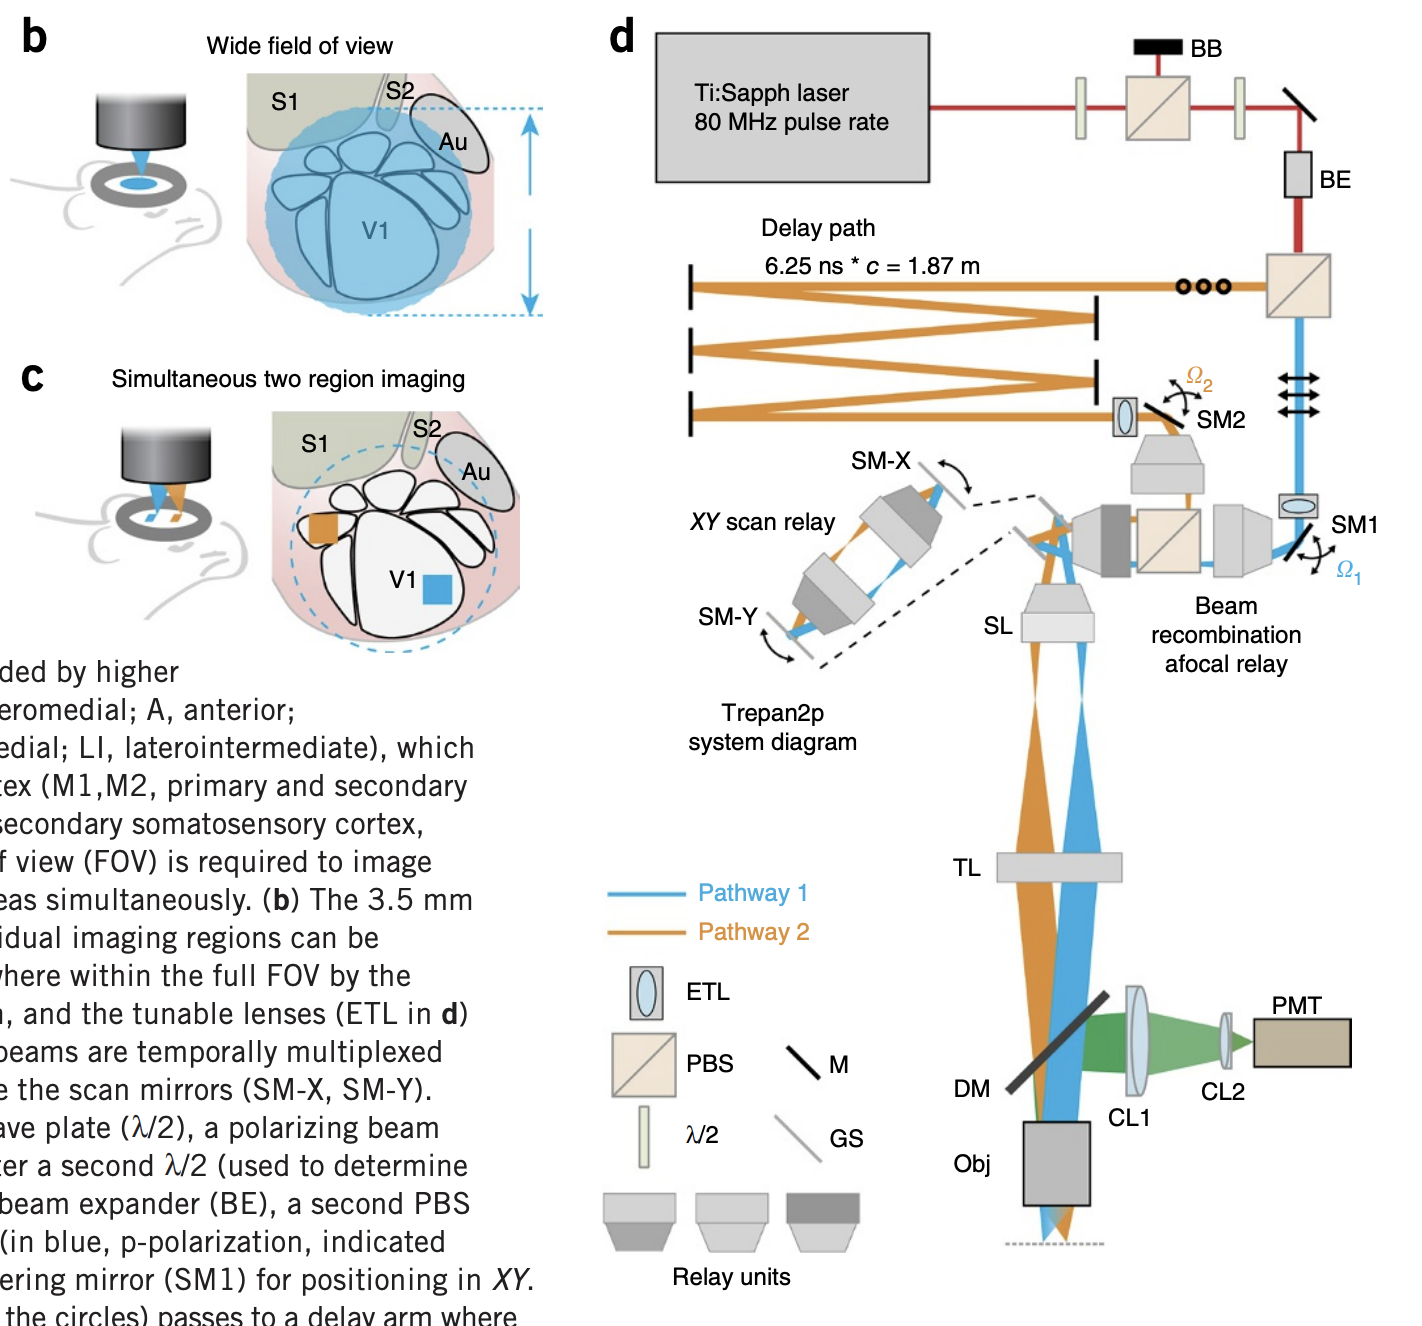 b
Wide field of view
S1
S2
Au
V1
c
Simultaneous two region imaging
S1
S2
Au
V1
ded by higher
eromedial; A, anterior;
edial; LI, laterointermediate), which
tex (M1,M2, primary and secondary
secondary somatosensory cortex,
f view (FOV) is required to image
eas simultaneously. (b) The 3.5 mm
idual imaging regions can be
where within the full FOV by the
n, and the tunable lenses (ETL in d)
beams are temporally multiplexed
e the scan mirrors (SM-X, SM-Y).
ave plate (λ/2), a polarizing beam
ter a second λ/2 (used to determine
beam expander (BE), a second PBS
(in blue, p-polarization, indicated
ering mirror (SM1) for positioning in XY.
the circles) passes to a delay arm where
d
Ti:Sapph laser
80 MHz pulse rate
BB
BE
Delay path
6.25 ns * c = 1.87 m
Ω2
SM2
SM-X
XY scan relay
SM1
Ω1
SM-Y
SL
Beam
recombination
afocal relay
Trepan2p
system diagram
TL
Pathway 1
Pathway 2
ETL
PBS
M
λ/2
GS
Relay units
PMT
DM
CL2
CL1
Obj